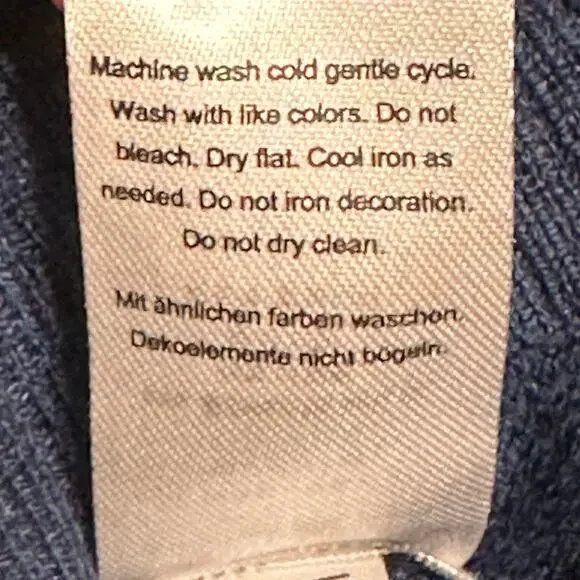 Machine wash cold gentle cycle.
Wash with like colors. Do not
bleach. Dry flat. Cool iron as
needed. Do not iron decoration.
Do not dry clean.
Mit ähnlichen farben waschen.
Dekoelemente nicht bügeln.